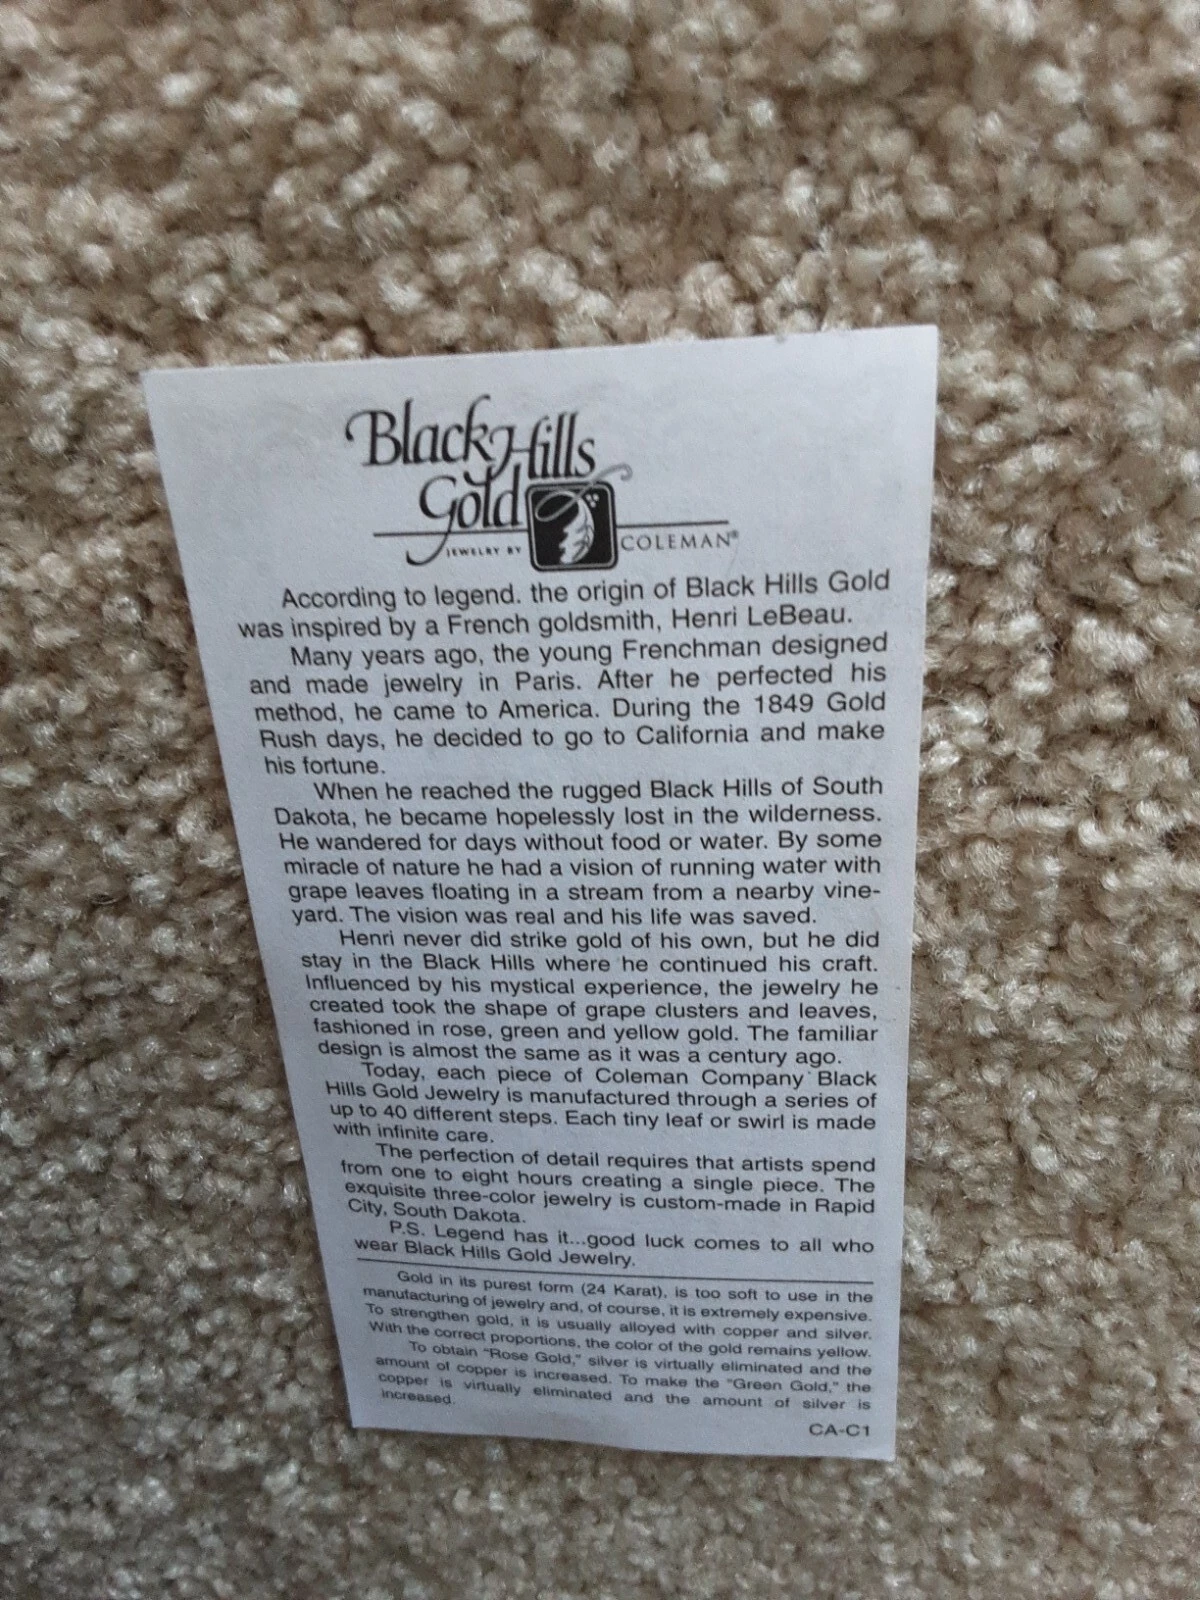 Black Hills
Gold
JEWELRY BY
COLEMAN®
According to legend. the origin of Black Hills Gold
was inspired by a French goldsmith, Henri LeBeau.
Many years ago, the young Frenchman designed
and made jewelry in Paris. After he perfected his
method, he came to America. During the 1849 Gold
Rush days, he decided to go to California and make
his fortune.
When he reached the rugged Black Hills of South
Dakota, he became hopelessly lost in the wilderness.
He wandered for days without food or water. By some
miracle of nature he had a vision of running water with
grape leaves floating in a stream from a nearby vine-
yard. The vision was real and his life was saved.
Henri never did strike gold of his own, but he did
stay in the Black Hills where he continued his craft.
Influenced by his mystical experience, the jewelry he
created took the shape of grape clusters and leaves,
fashioned in rose, green and yellow gold. The familiar
design is almost the same as it was a century ago.
Today, each piece of Coleman Company Black
Hills Gold Jewelry is manufactured through a series of
up to 40 different steps. Each tiny leaf or swirl is made
with infinite care.
The perfection of detail requires that artists spend
from one to eight hours creating a single piece. The
exquisite three-color jewelry is custom-made in Rapid
City, South Dakota.
P.S. Legend has it...good luck comes to all who
wear Black Hills Gold Jewelry.
Gold in its purest form (24 Karat), is too soft to use in the
manufacturing of jewelry and, of course, it is extremely expensive.
To strengthen gold, it is usually alloyed with copper and silver.
With the correct proportions, the color of the gold remains yellow.
To obtain "Rose Gold," silver is virtually eliminated and the
amount of copper is increased. To make the "Green Gold," the
copper is virtually eliminated and the amount of silver is
increased.
CA-C1